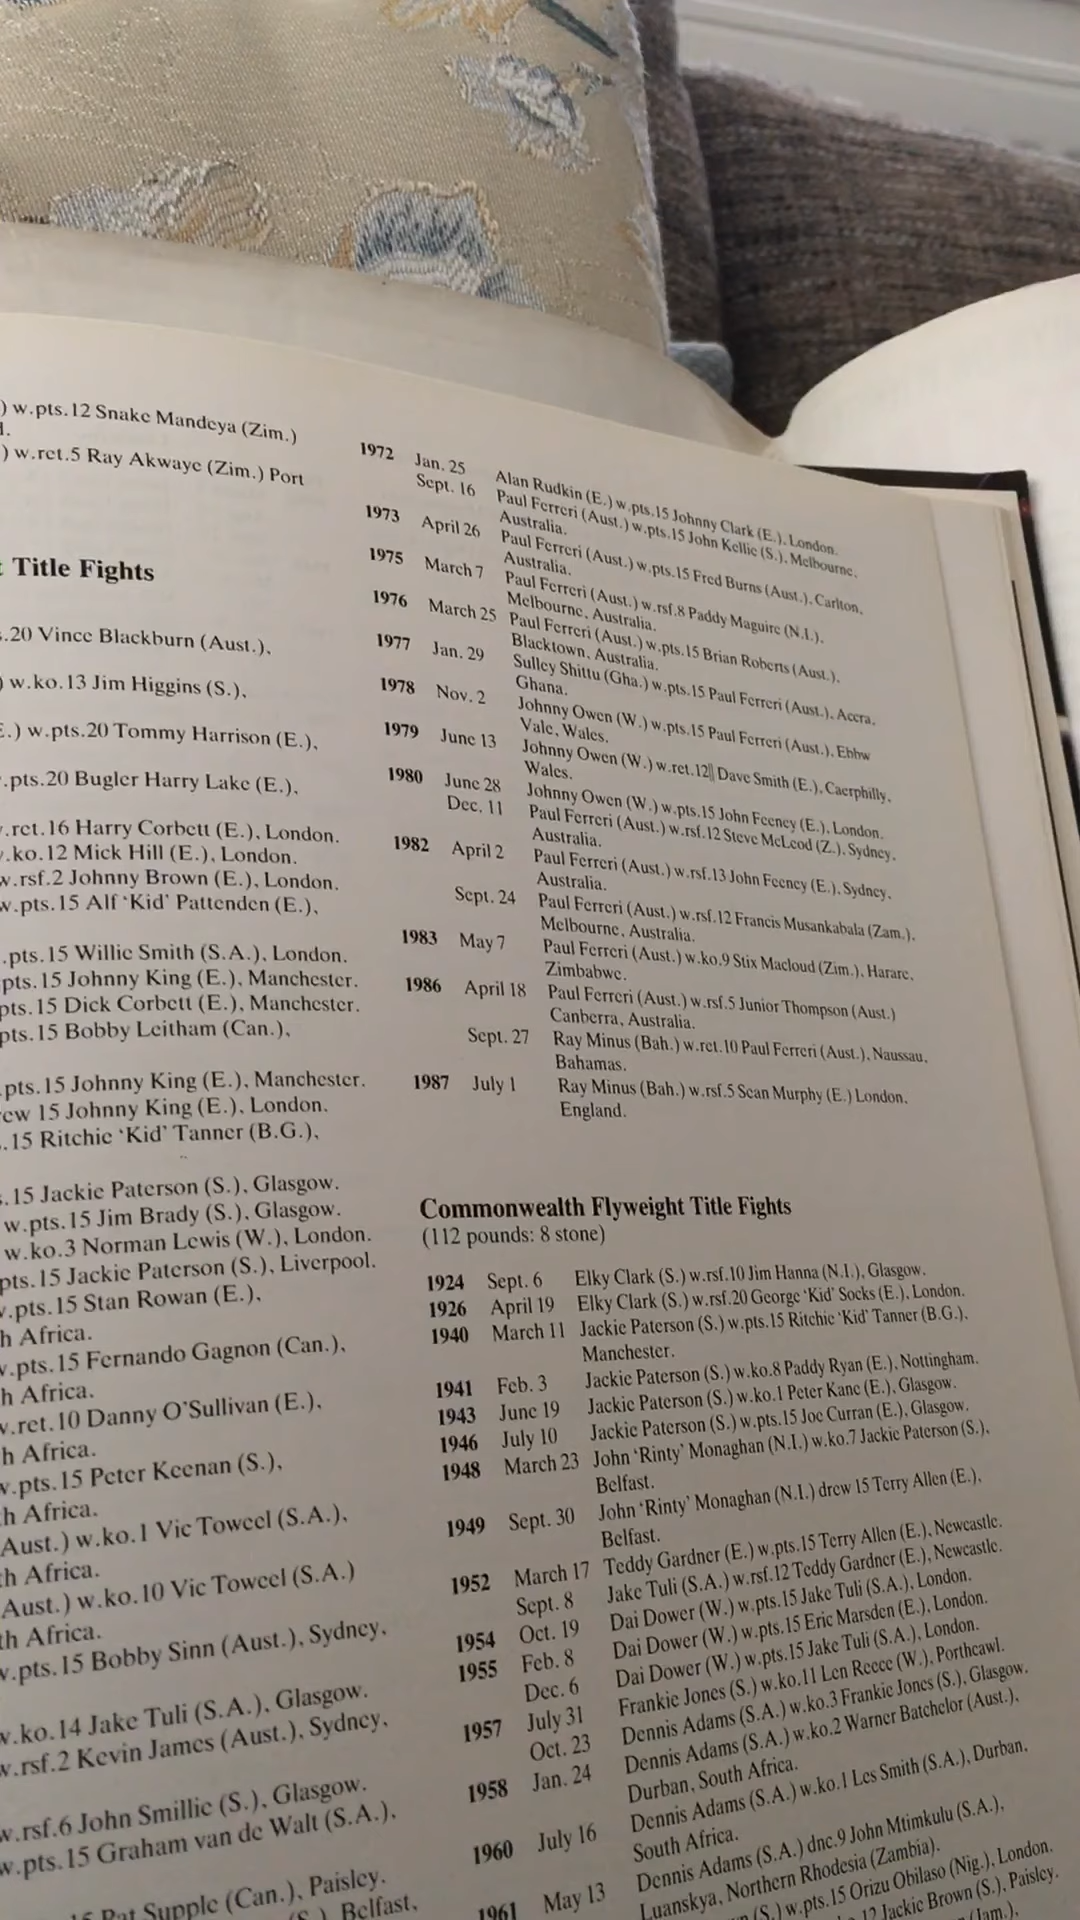 ) w.pts.12 Snake Mandeya (Zim.)
) w.ret.5 Ray Akwaye (Zim.) Port
Title Fights
.20 Vince Blackburn (Aust.),
) w.ko.13 Jim Higgins (S.),
.) w.pts.20 Tommy Harrison (E.),
.pts.20 Bugler Harry Lake (E.),
.ret.16 Harry Corbett (E.), London.
.ko.12 Mick Hill (E.), London.
w.rsf.2 Johnny Brown (E.), London.
w.pts.15 Alf 'Kid' Pattenden (E.),
.pts.15 Willie Smith (S.A.), London.
pts.15 Johnny King (E.), Manchester.
pts.15 Dick Corbett (E.), Manchester.
pts.15 Bobby Leitham (Can.),
.pts.15 Johnny King (E.), Manchester.
15 Johnny King (E.), London.
.15 Ritchie 'Kid' Tanner (B.G.),
.15 Jackie Paterson (S.), Glasgow.
w.pts.15 Jim Brady (S.), Glasgow.
w.ko.3 Norman Lewis (W.), London.
pts.15 Jackie Paterson (S.), Liverpool.
.pts.15 Stan Rowan (E.),
h Africa.
.pts.15 Fernando Gagnon (Can.),
h Africa.
.ret.10 Danny O'Sullivan (E.),
h Africa.
.pts.15 Peter Keenan (S.),
h Africa.
Aust.) w.ko.1 Vic Toweel (S.A.),
th Africa.
Aust.) w.ko.10 Vic Toweel (S.A.)
th Africa.
.pts.15 Bobby Sinn (Aust.), Sydney,
w.ko.14 Jake Tuli (S.A.), Glasgow.
w.rsf.2 Kevin James (Aust.), Sydney,
w.rsf.6 John Smillie (S.), Glasgow.
w.pts.15 Graham van de Walt (S.A.),
15 Pat Supple (Can.), Paisley.
Belfast,
1972 Jan. 25 Alan Rudkin (E.) w.pts.15 Johnny Clark (E.), London.
Sept. 16 Paul Ferreri (Aust.) w.pts.15 John Kellie (S.), Melbourne,
Australia.
1973 April 26 Paul Ferreri (Aust.) w.pts.15 Fred Burns (Aust.), Carlton,
Australia.
1975 March 7 Paul Ferreri (Aust.) w.rsf.8 Paddy Maguire (N.I.),
Melbourne, Australia.
1976 March 25 Paul Ferreri (Aust.) w.pts.15 Brian Roberts (Aust.),
Blacktown, Australia.
1977 Jan. 29 Sulley Shittu (Gha.) w.pts.15 Paul Ferreri (Aust.), Accra,
Ghana.
1978 Nov. 2 Johnny Owen (W.) w.pts.15 Paul Ferreri (Aust.), Ebbw
Vale, Wales.
1979 June 13 Johnny Owen (W.) w.ret.12|| Dave Smith (E.), Caerphilly,
Wales.
1980 June 28 Johnny Owen (W.) w.pts.15 John Feeney (E.), London.
Dec. 11 Paul Ferreri (Aust.) w.rsf.12 Steve McLeod (Z.), Sydney,
Australia.
1982 April 2 Paul Ferreri (Aust.) w.rsf.13 John Feeney (E.), Sydney,
Australia.
Sept. 24 Paul Ferreri (Aust.) w.rsf.12 Francis Musankabala (Zam.),
Melbourne, Australia.
1983 May 7 Paul Ferreri (Aust.) w.ko.9 Stix Macloud (Zim.), Harare,
Zimbabwe.
1986 April 18 Paul Ferreri (Aust.) w.rsf.5 Junior Thompson (Aust.)
Canberra, Australia.
Sept. 27 Ray Minus (Bah.) w.ret.10 Paul Ferreri (Aust.), Naussau,
Bahamas.
1987 July 1 Ray Minus (Bah.) w.rsf.5 Sean Murphy (E.) London,
England.
Commonwealth Flyweight Title Fights
(112 pounds: 8 stone)
1924 Sept. 6 Elky Clark (S.) w.rsf.10 Jim Hanna (N.I.), Glasgow.
1926 April 19 Elky Clark (S.) w.rsf.20 George 'Kid' Socks (E.), London.
1940 March 11 Jackie Paterson (S.) w.pts.15 Ritchie 'Kid' Tanner (B.G.),
Manchester.
1941 Feb. 3 Jackie Paterson (S.) w.ko.8 Paddy Ryan (E.), Nottingham.
1943 June 19 Jackie Paterson (S.) w.ko.1 Peter Kane (E.), Glasgow.
1946 July 10 Jackie Paterson (S.) w.pts.15 Joe Curran (E.), Glasgow.
1948 March 23 John 'Rinty' Monaghan (N.I.) w.ko.7 Jackie Paterson (S.),
Belfast.
1949 Sept. 30 John 'Rinty' Monaghan (N.I.) drew 15 Terry Allen (E.),
Belfast.
1952 March 17 Teddy Gardner (E.) w.pts.15 Terry Allen (E.), Newcastle.
Sept. 8 Jake Tuli (S.A.) w.rsf.12 Teddy Gardner (E.), Newcastle.
1954 Oct. 19 Dai Dower (W.) w.pts.15 Jake Tuli (S.A.), London.
1955 Feb. 8 Dai Dower (W.) w.pts.15 Eric Marsden (E.), London.
Dec. 6 Dai Dower (W.) w.pts.15 Jake Tuli (S.A.), London.
1957 July 31 Frankie Jones (S.) w.ko.11 Len Reece (W.), Porthcawl.
Oct. 23 Dennis Adams (S.A.) w.ko.3 Frankie Jones (S.), Glasgow.
1958 Jan. 24 Dennis Adams (S.A.) w.ko.2 Warner Batchelor (Aust.),
Durban, South Africa.
1960 July 16 Dennis Adams (S.A.) w.ko.1 Les Smith (S.A.), Durban,
South Africa.
1961 May 13 Dennis Adams (S.A.) dnc.9 John Mtimkulu (S.A.),
Luanskya, Northern Rhodesia (Zambia).
(S.) w.pts.15 Orizu Obilaso (Nig.), London.
12 Jackie Brown (S.), Paisley.
(Jam.),